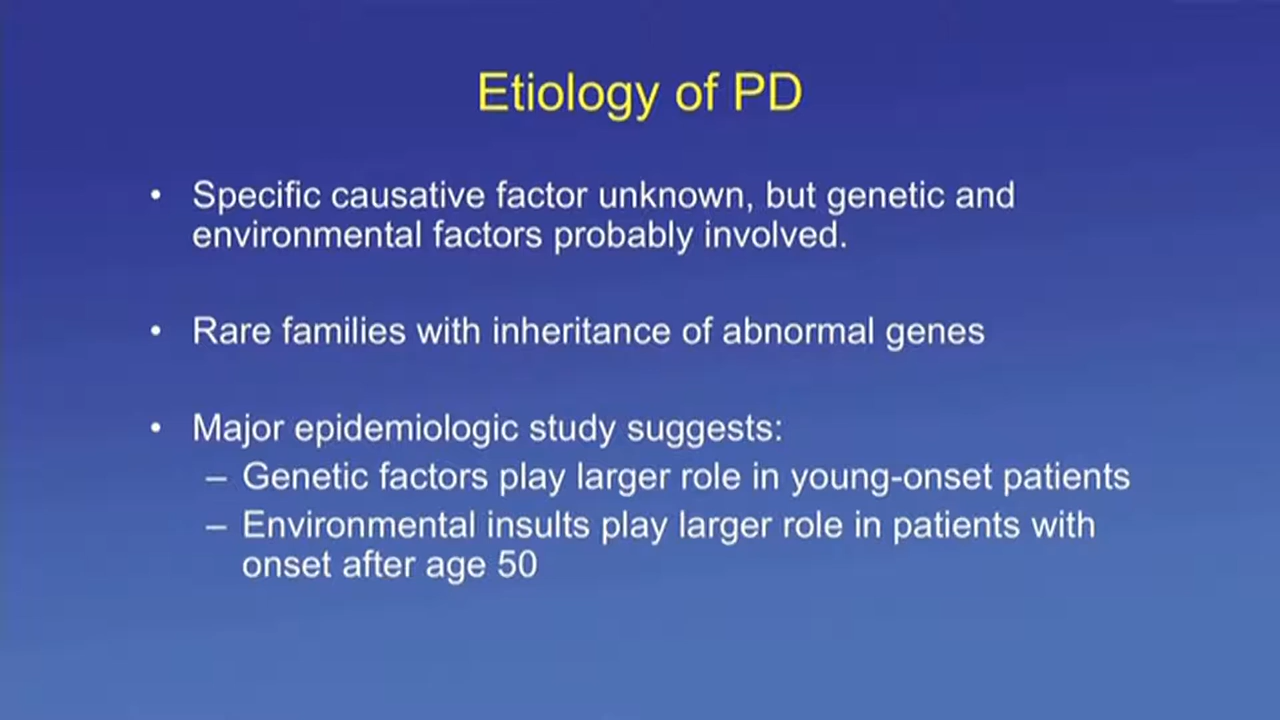 Etiology of PD
• Specific causative factor unknown, but genetic and
environmental factors probably involved.
• Rare families with inheritance of abnormal genes
• Major epidemiologic study suggests:
– Genetic factors play larger role in young-onset patients
– Environmental insults play larger role in patients with
onset after age 50